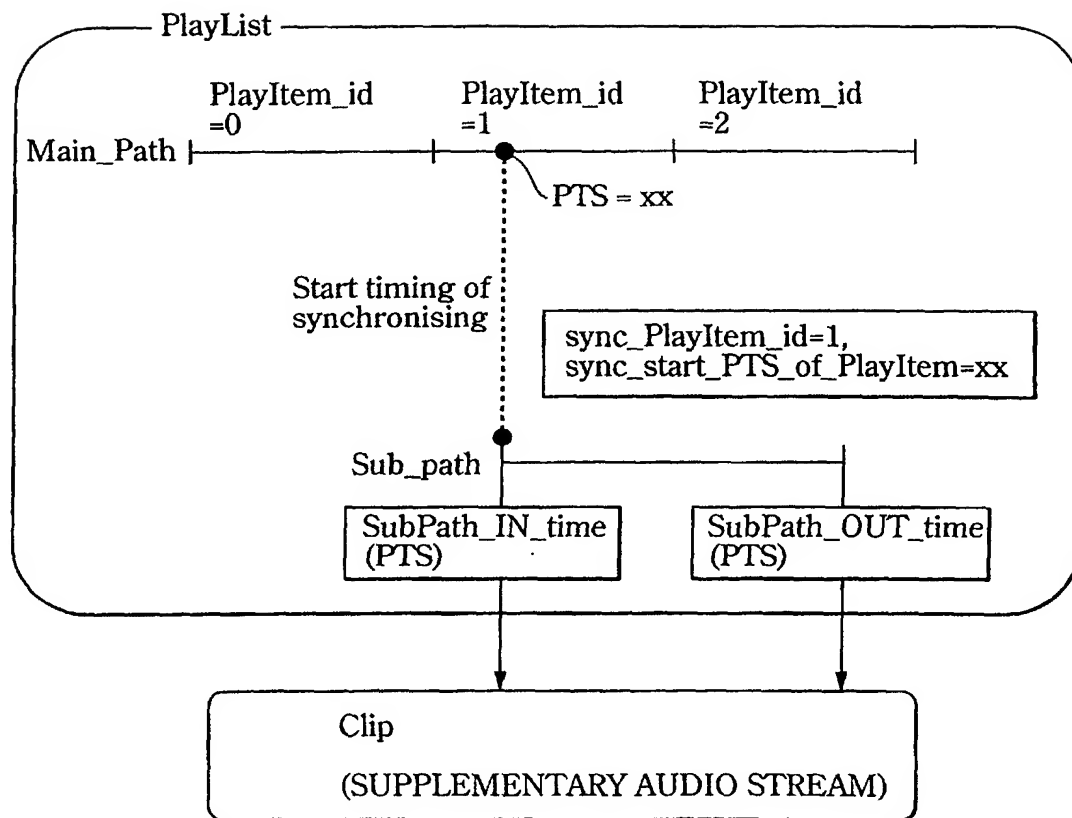 PlayList
PlayItem_id
=0
PlayItem_id
=1
PlayItem_id
=2
Main_Path
PTS = xx
Start timing of
synchronising
sync_PlayItem_id=1,
sync_start_PTS_of_PlayItem=xx
Sub_path
SubPath_IN_time
(PTS)
SubPath_OUT_time
(PTS)
Clip
(SUPPLEMENTARY AUDIO STREAM)